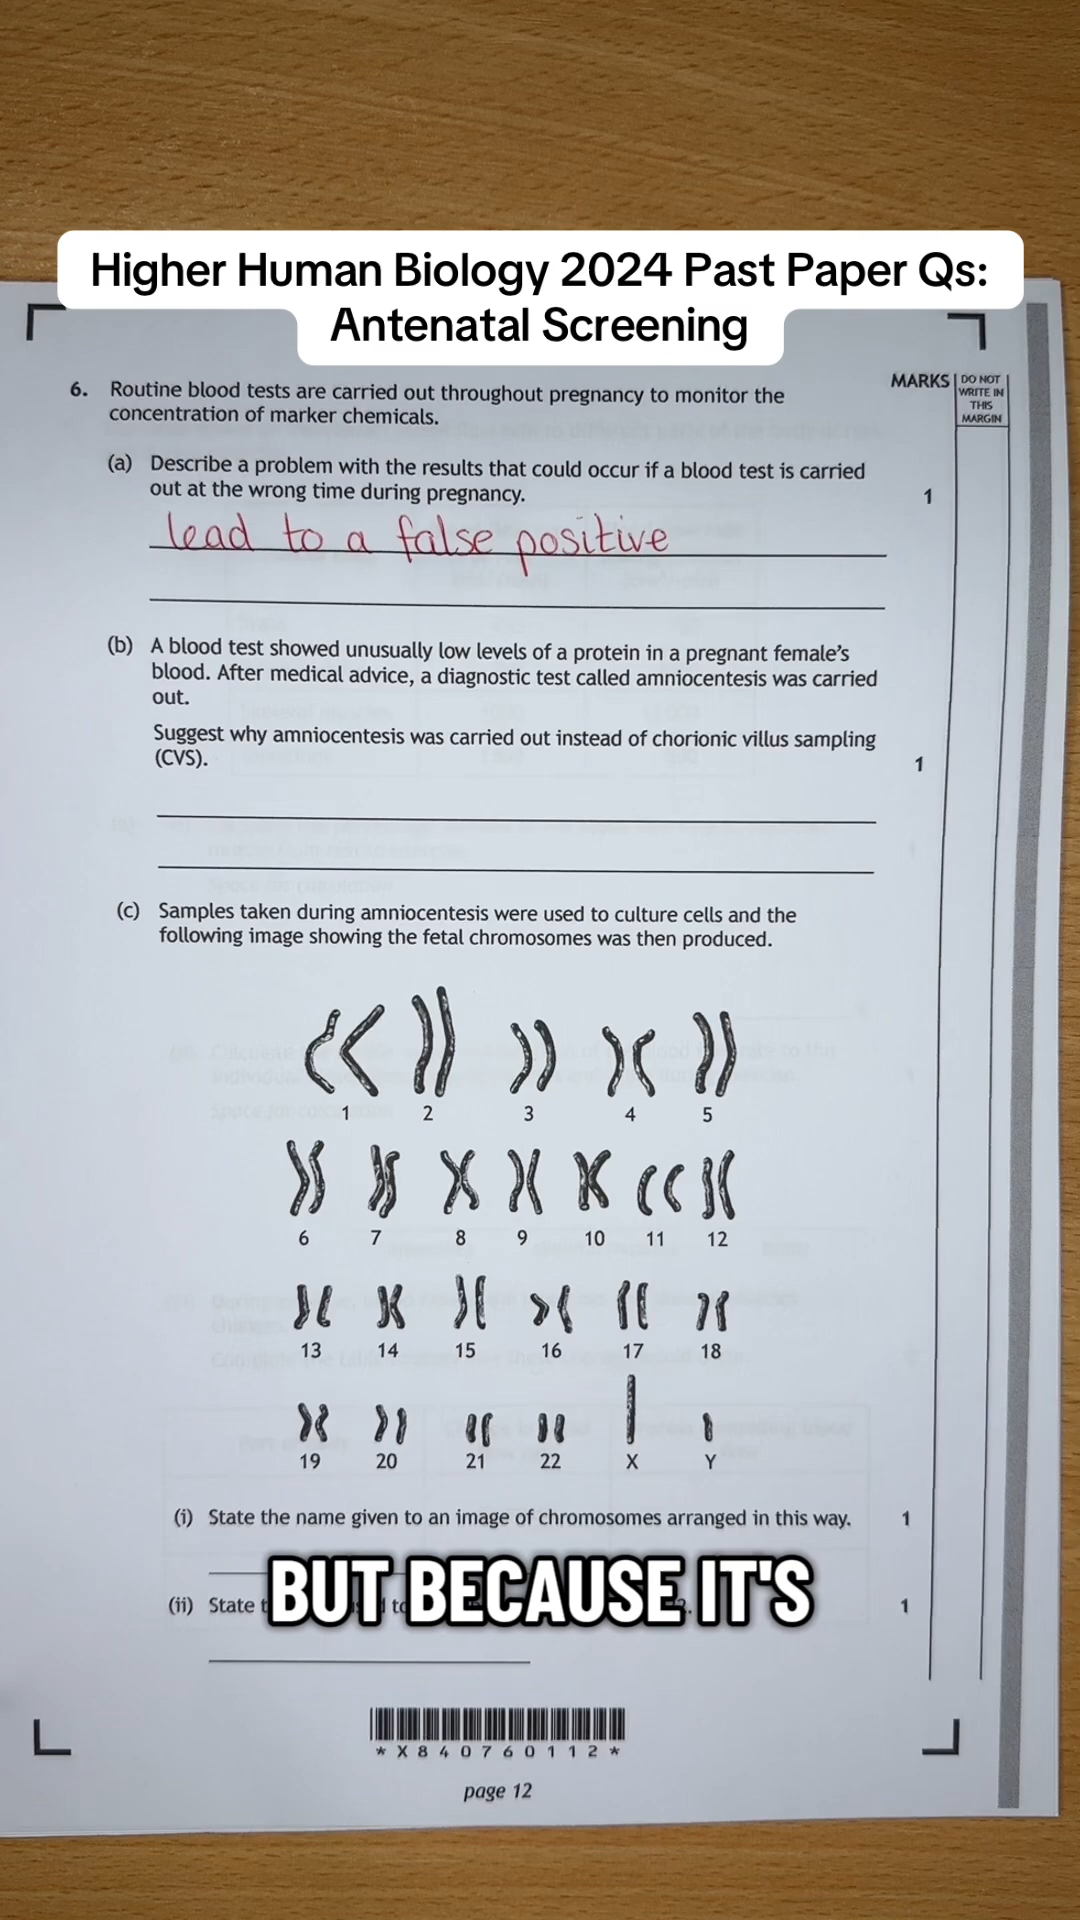 Higher Human Biology 2024 Past Paper Qs:
Antenatal Screening
MARKS
DO NOT
WRITE IN
THIS
MARGIN
6. Routine blood tests are carried out throughout pregnancy to monitor the
concentration of marker chemicals.
(a) Describe a problem with the results that could occur if a blood test is carried
out at the wrong time during pregnancy.
1
lead to a false positive
(b) A blood test showed unusually low levels of a protein in a pregnant female’s
blood. After medical advice, a diagnostic test called amniocentesis was carried
out.
Suggest why amniocentesis was carried out instead of chorionic villus sampling
(CVS).
1
(c) Samples taken during amniocentesis were used to culture cells and the
following image showing the fetal chromosomes was then produced.
1 2 3 4 5
6 7 8 9 10 11 12
13 14 15 16 17 18
19 20 21 22 X Y
(i) State the name given to an image of chromosomes arranged in this way.
1
BUT BECAUSE IT'S
(ii) State
1
* X 8 4 0 7 6 0 1 1 2 *
page 12